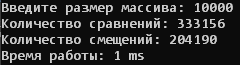 Введите размер массива: 10000
Количество сравнений: 333156
Количество смещений: 204190
Время работы: 1 ms